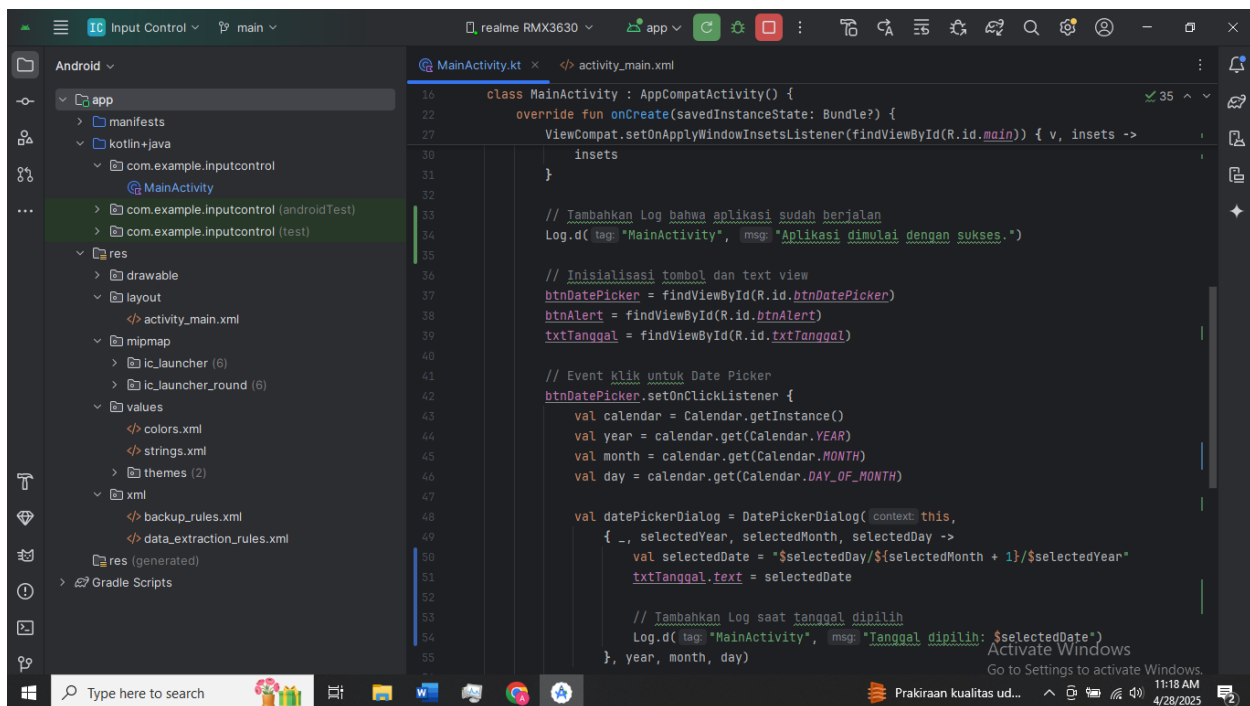 IC Input Control main realme RMX3630 app
Android
MainActivity.kt activity_main.xml
app
manifests
kotlin+java
com.example.inputcontrol
MainActivity
com.example.inputcontrol (androidTest)
com.example.inputcontrol (test)
res
drawable
layout
activity_main.xml
mipmap
ic_launcher (6)
ic_launcher_round (6)
values
colors.xml
strings.xml
themes (2)
xml
backup_rules.xml
data_extraction_rules.xml
res (generated)
Gradle Scripts
35
16 class MainActivity : AppCompatActivity() {
22 override fun onCreate(savedInstanceState: Bundle?) {
27 ViewCompat.setOnApplyWindowInsetsListener(findViewById(R.id.main)) { v, insets ->
30 insets
31 }
32
33 // Tambahkan Log bahwa aplikasi sudah berjalan
34 Log.d( tag: "MainActivity", msg: "Aplikasi dimulai dengan sukses.")
35
36 // Inisialisasi tombol dan text view
37 btnDatePicker = findViewById(R.id.btnDatePicker)
38 btnAlert = findViewById(R.id.btnAlert)
39 txtTanggal = findViewById(R.id.txtTanggal)
40
41 // Event klik untuk Date Picker
42 btnDatePicker.setOnClickListener {
43 val calendar = Calendar.getInstance()
44 val year = calendar.get(Calendar.YEAR)
45 val month = calendar.get(Calendar.MONTH)
46 val day = calendar.get(Calendar.DAY_OF_MONTH)
47
48 val datePickerDialog = DatePickerDialog( context: this,
49 { _, selectedYear, selectedMonth, selectedDay ->
50 val selectedDate = "$selectedDay/${selectedMonth + 1}/$selectedYear"
51 txtTanggal.text = selectedDate
52
53 // Tambahkan Log saat tanggal dipilih
54 Log.d( tag: "MainActivity", msg: "Tanggal dipilih: $selectedDate")
55 }, year, month, day)
Activate Windows
Go to Settings to activate Windows.
Type here to search
Prakiraan kualitas ud...
11:18 AM
4/28/2025
2